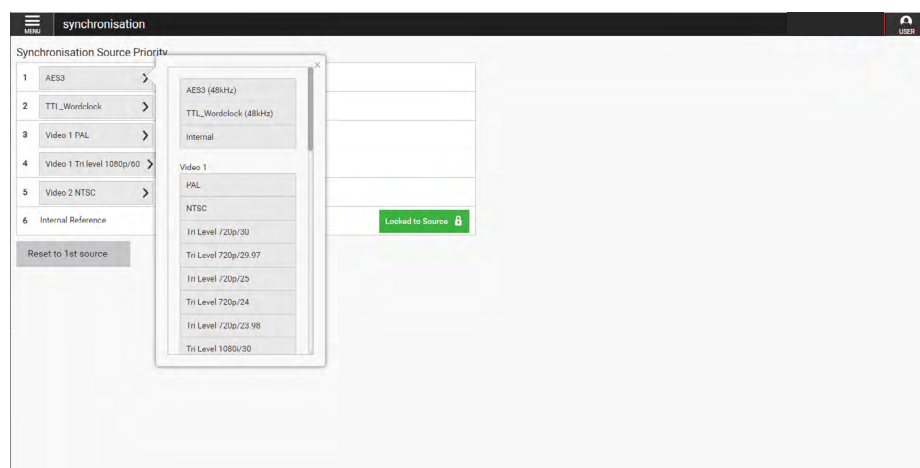 MENU
synchronisation
USER
Synchronisation Source Priority
×
1 AES3
2 TTL_Wordclock
3 Video 1 PAL
4 Video 1 Tri level 1080p/60
5 Video 2 NTSC
6 Internal Reference
Locked to Source
Reset to 1st source
AES3 (48kHz)
TTL_Wordclock (48kHz)
Internal
Video 1
PAL
NTSC
Tri Level 720p/30
Tri Level 720p/29.97
Tri Level 720p/25
Tri Level 720p/24
Tri Level 720p/23.98
Tri Level 1080i/30